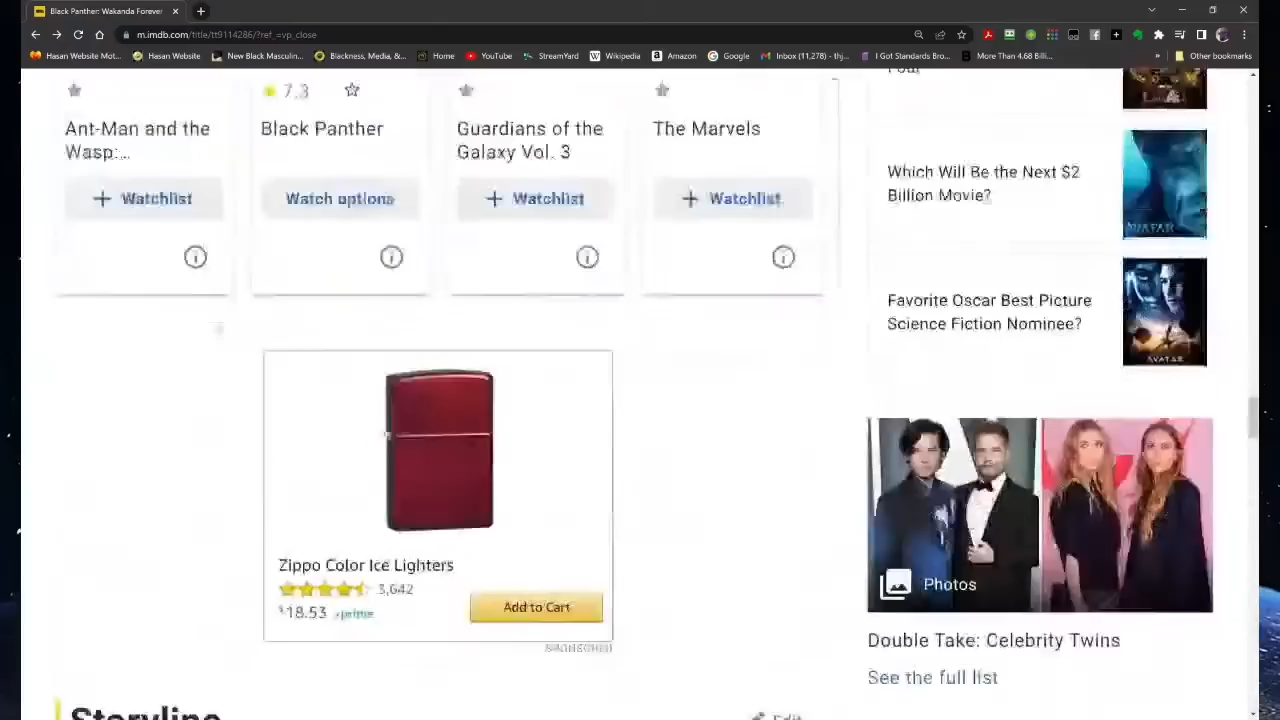 Black Panther: Wakanda Forever
m.imdb.com/title/tt9114286/?ref_=vp_close
Hasan Website Mot...
Hasan Website
New Black Masculin...
Blackness, Media, &...
Home
YouTube
StreamYard
Wikipedia
Amazon
Google
Inbox (11,278) - thj...
I Got Standards Bro...
More Than 4.68 Billi...
»
Other bookmarks
7.3
Ant-Man and the
Wasp:...
Black Panther
Guardians of the
Galaxy Vol. 3
The Marvels
+ Watchlist
Watch options
+ Watchlist
+ Watchlist
Four
Which Will Be the Next $2
Billion Movie?
AVATAR
Favorite Oscar Best Picture
Science Fiction Nominee?
AVATAR
Zippo Color Ice Lighters
3,642
$18.53 prime
Add to Cart
SPONSORED
Photos
Double Take: Celebrity Twins
See the full list
Storyline
Edit